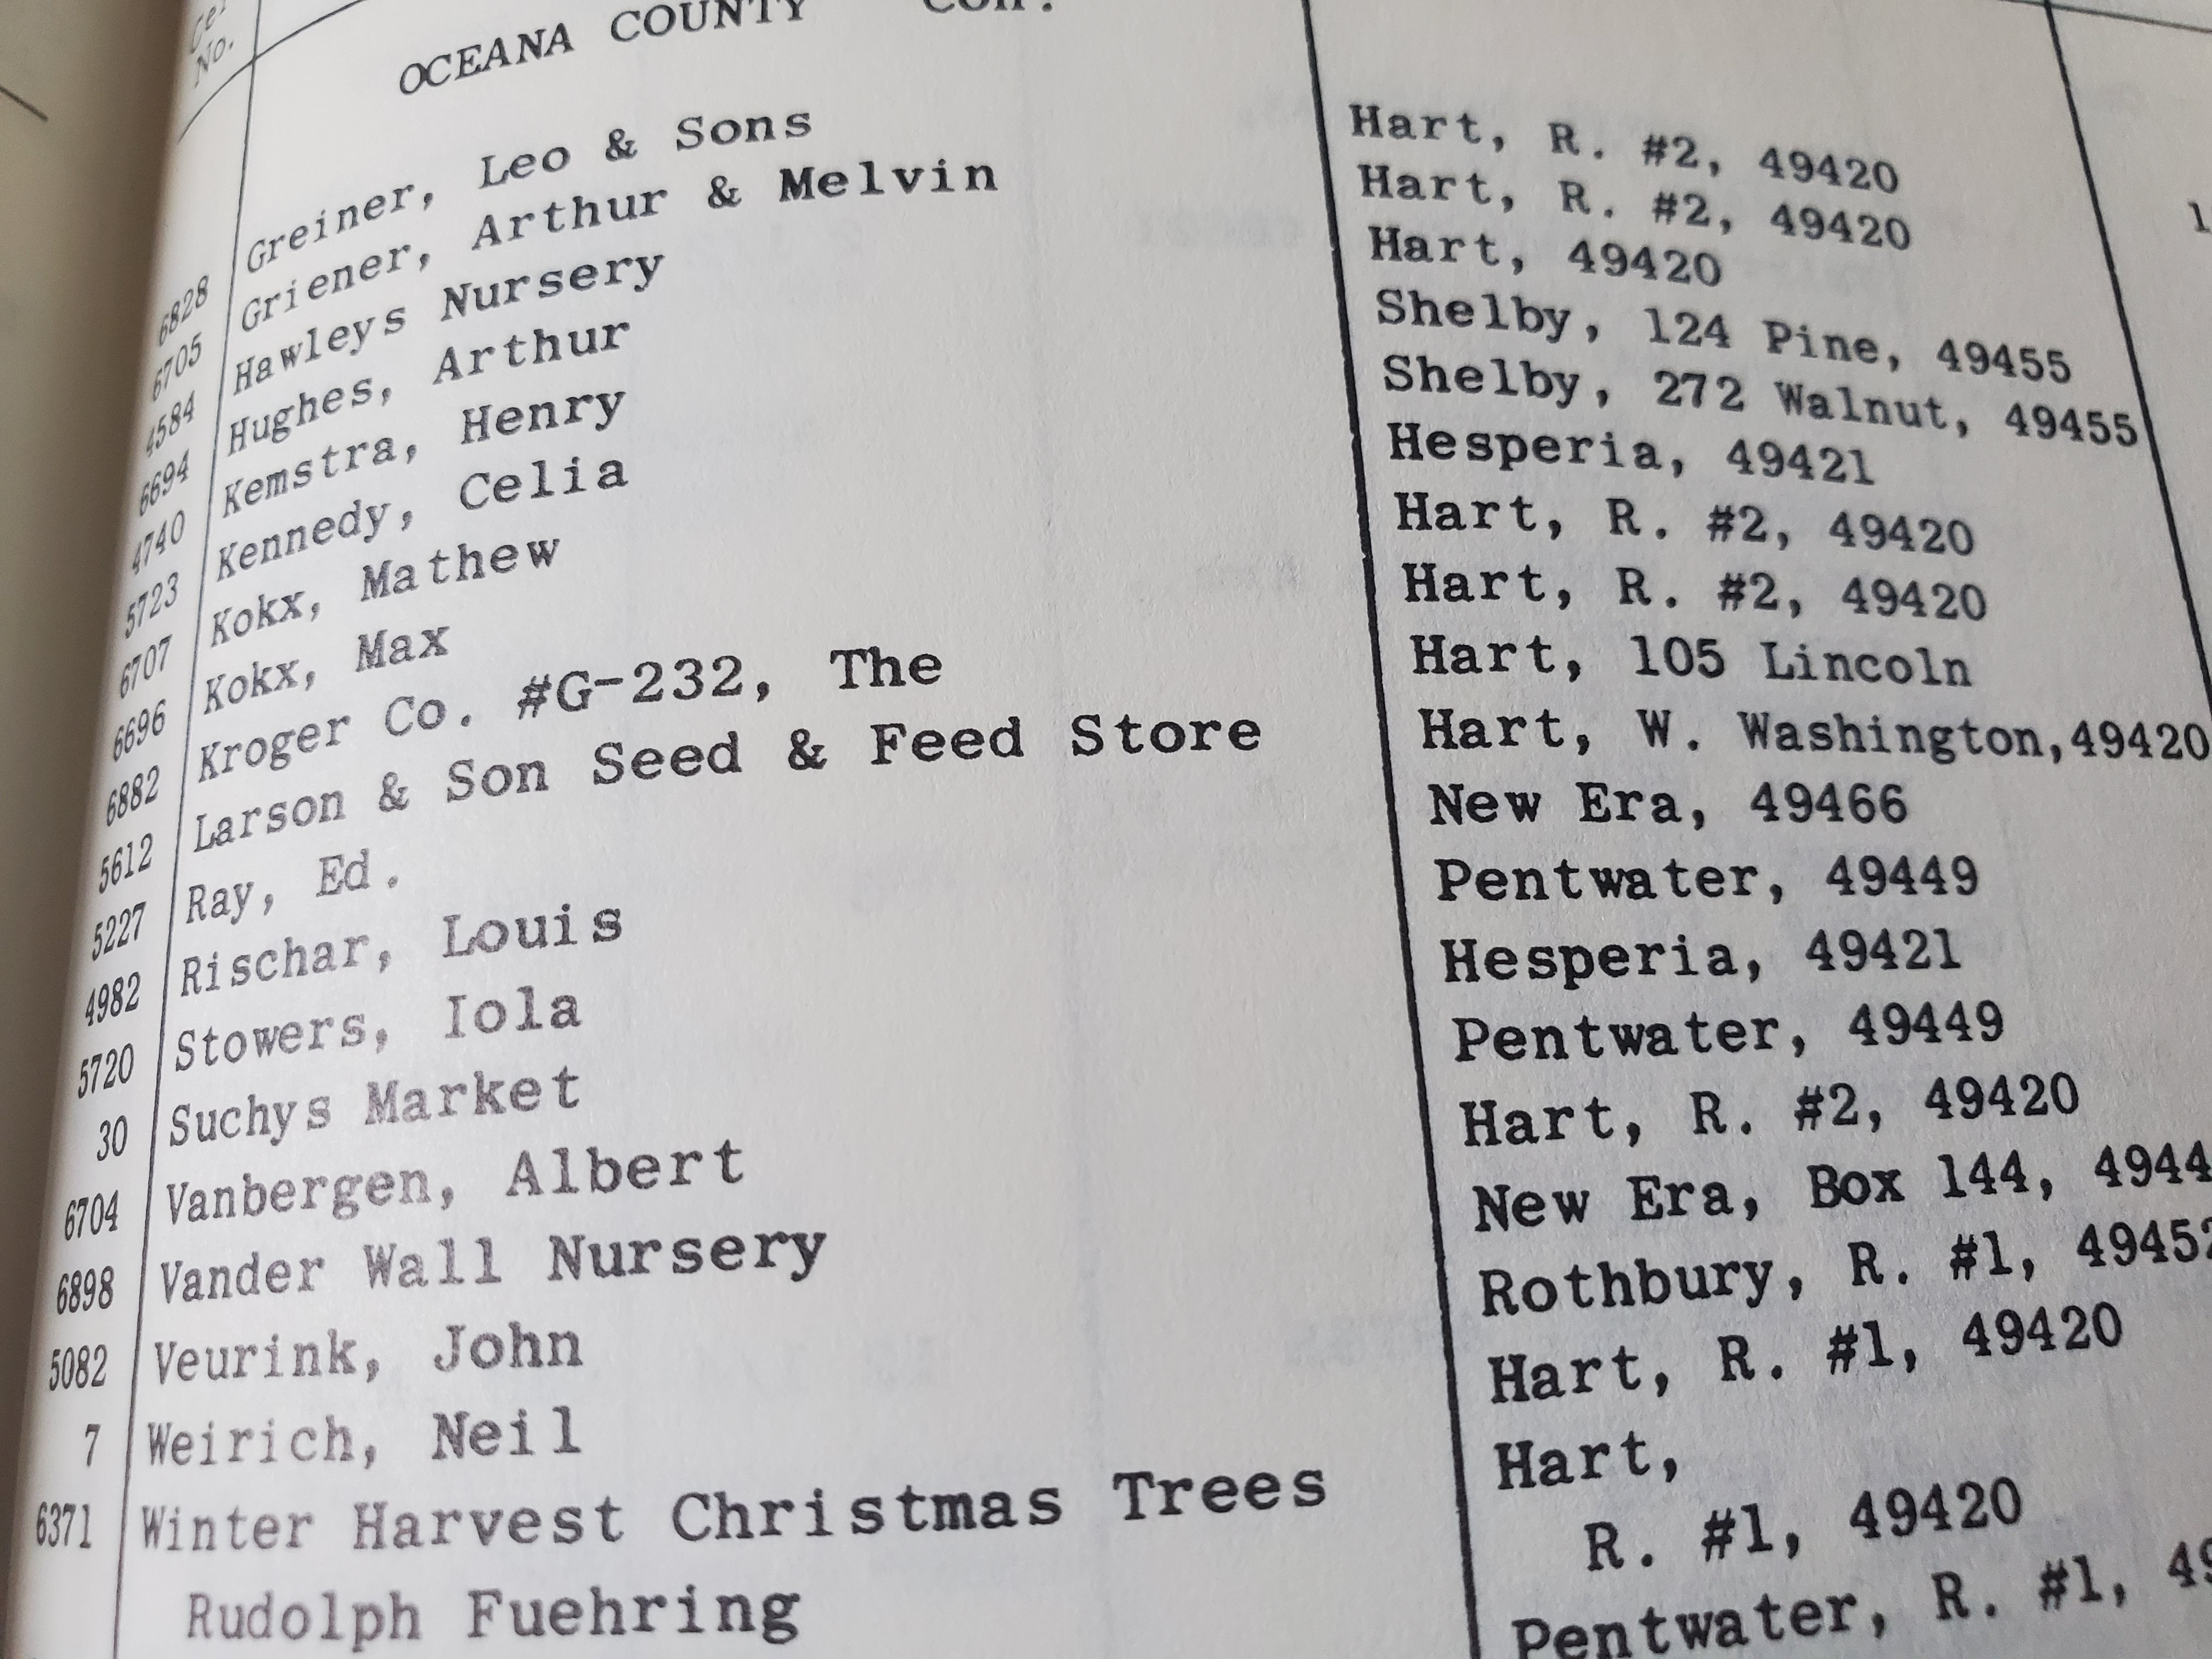 No.
OCEANA COUNTY
6828 Greiner, Leo & Sons Hart, R. #2, 49420
6705 Griener, Arthur & Melvin Hart, R. #2, 49420
4584 Hawleys Nursery Hart, 49420
6694 Hughes, Arthur Shelby, 124 Pine, 49455
4740 Kemstra, Henry Shelby, 272 Walnut, 49455
5723 Kennedy, Celia Hesperia, 49421
6707 Kokx, Mathew Hart, R. #2, 49420
6696 Kokx, Max Hart, R. #2, 49420
6882 Kroger Co. #G-232, The Hart, 105 Lincoln
5612 Larson & Son Seed & Feed Store Hart, W. Washington,49420
5227 Ray, Ed. New Era, 49466
4982 Rischar, Louis Pentwater, 49449
5720 Stowers, Iola Hesperia, 49421
30 Suchys Market Pentwater, 49449
6704 Vanbergen, Albert Hart, R. #2, 49420
6898 Vander Wall Nursery New Era, Box 144, 4944
5082 Veurink, John Rothbury, R. #1, 49452
7 Weirich, Neil Hart, R. #1, 49420
6371 Winter Harvest Christmas Trees Hart,
Rudolph Fuehring R. #1, 49420
Pentwater, R. #1, 49